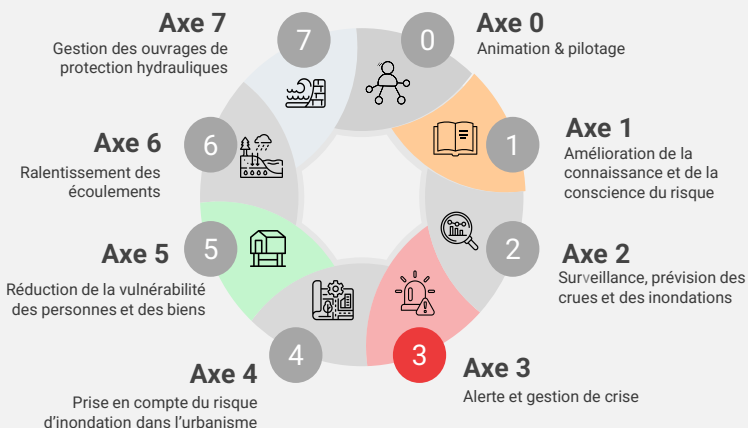 Axe 0
Animation & pilotage
Axe 1
Amélioration de la
connaissance et de la
conscience du risque
Axe 2
Surveillance, prévision des
crues et des inondations
Axe 3
Alerte et gestion de crise
Axe 4
Prise en compte du risque
d'inondation dans l'urbanisme
Axe 5
Réduction de la vulnérabilité
des personnes et des biens
Axe 6
Ralentissement des
écoulements
Axe 7
Gestion des ouvrages de
protection hydrauliques
0
1
2
3
4
5
6
7